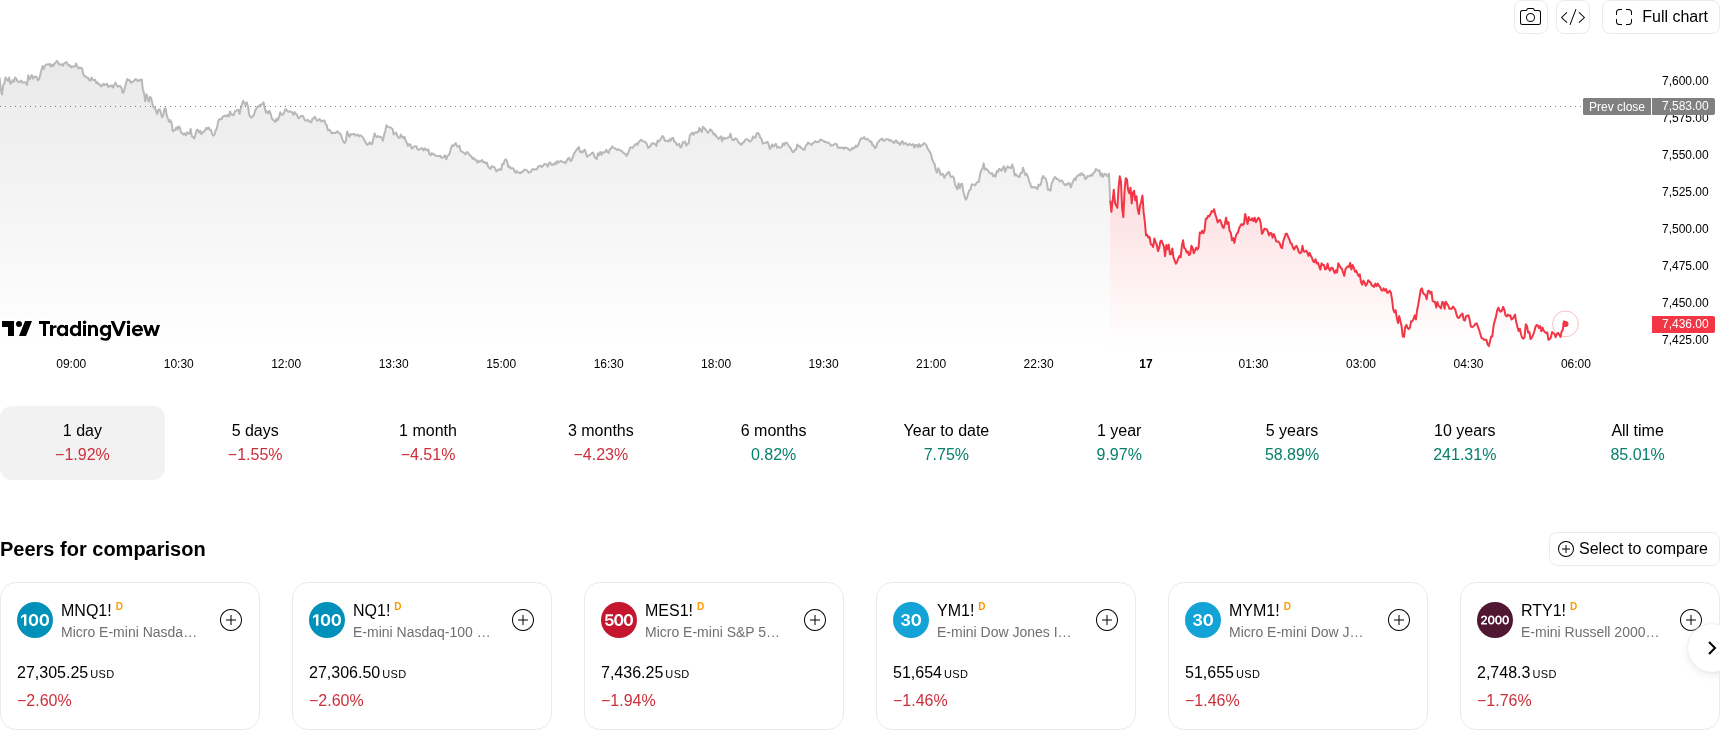 Full chart
7,600.00
Prev close 7,583.00
7,575.00
7,550.00
7,525.00
7,500.00
7,475.00
7,450.00
7,436.00
7,425.00
TradingView
09:00 10:30 12:00 13:30 15:00 16:30 18:00 19:30 21:00 22:30 17 01:30 03:00 04:30 06:00
1 day 5 days 1 month 3 months 6 months Year to date 1 year 5 years 10 years All time
−1.92% −1.55% −4.51% −4.23% 0.82% 7.75% 9.97% 58.89% 241.31% 85.01%
Peers for comparison
Select to compare
100 MNQ1! D
Micro E-mini Nasda…
27,305.25 USD
−2.60%
100 NQ1! D
E-mini Nasdaq-100 …
27,306.50 USD
−2.60%
500 MES1! D
Micro E-mini S&P 5…
7,436.25 USD
−1.94%
30 YM1! D
E-mini Dow Jones I…
51,654 USD
−1.46%
30 MYM1! D
Micro E-mini Dow J…
51,655 USD
−1.46%
2000 RTY1! D
E-mini Russell 2000…
2,748.3 USD
−1.76%